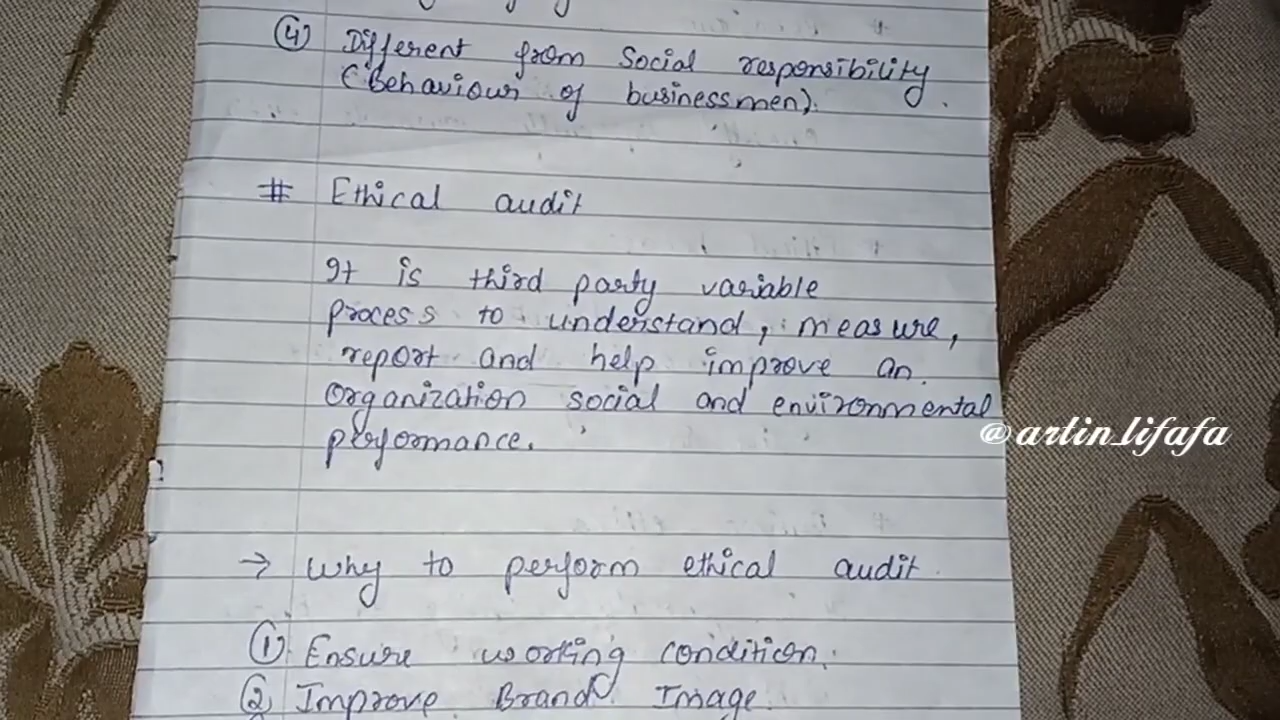 ④ Different from Social responsibility
(Behaviour of businessmen).
# Ethical audit
It is third party variable
process to understand, measure,
report and help improve an
organization social and environmental
performance.
@artin_lifafa
→ Why to perform ethical audit
① Ensure working condition.
② Improve Brand Image.